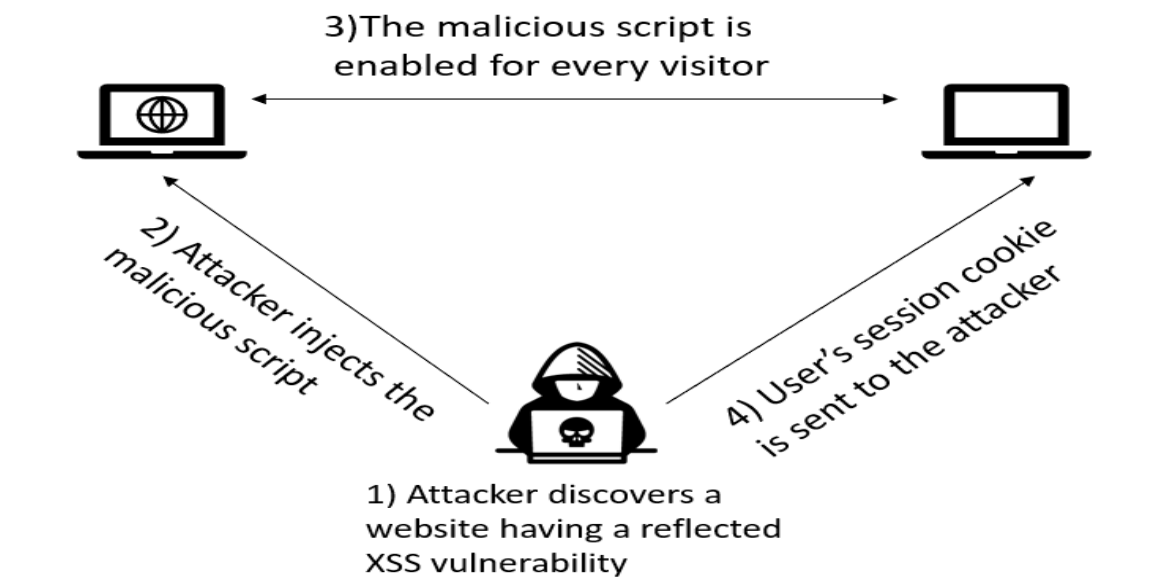 3)The malicious script is
enabled for every visitor
2) Attacker injects the
malicious script
4) User’s session cookie
is sent to the attacker
1) Attacker discovers a
website having a reflected
XSS vulnerability